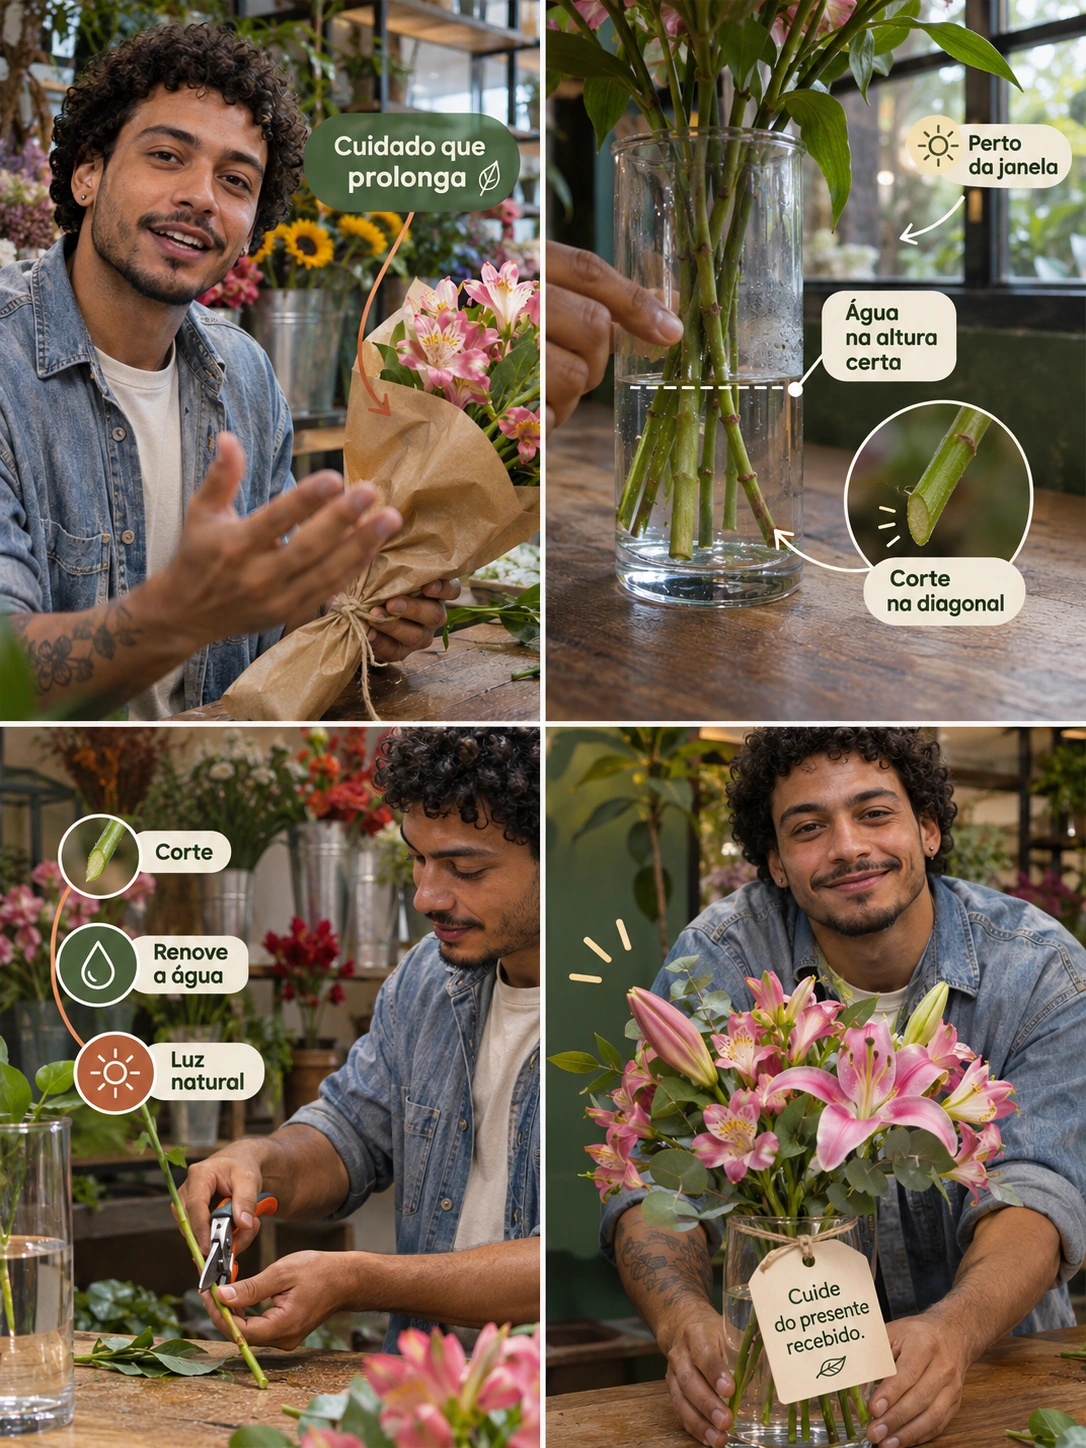 Cuidado que
prolonga
Perto
da janela
Água
na altura
certa
Corte
na diagonal
Corte
Renove
a água
Luz
natural
Cuide
do presente
recebido.